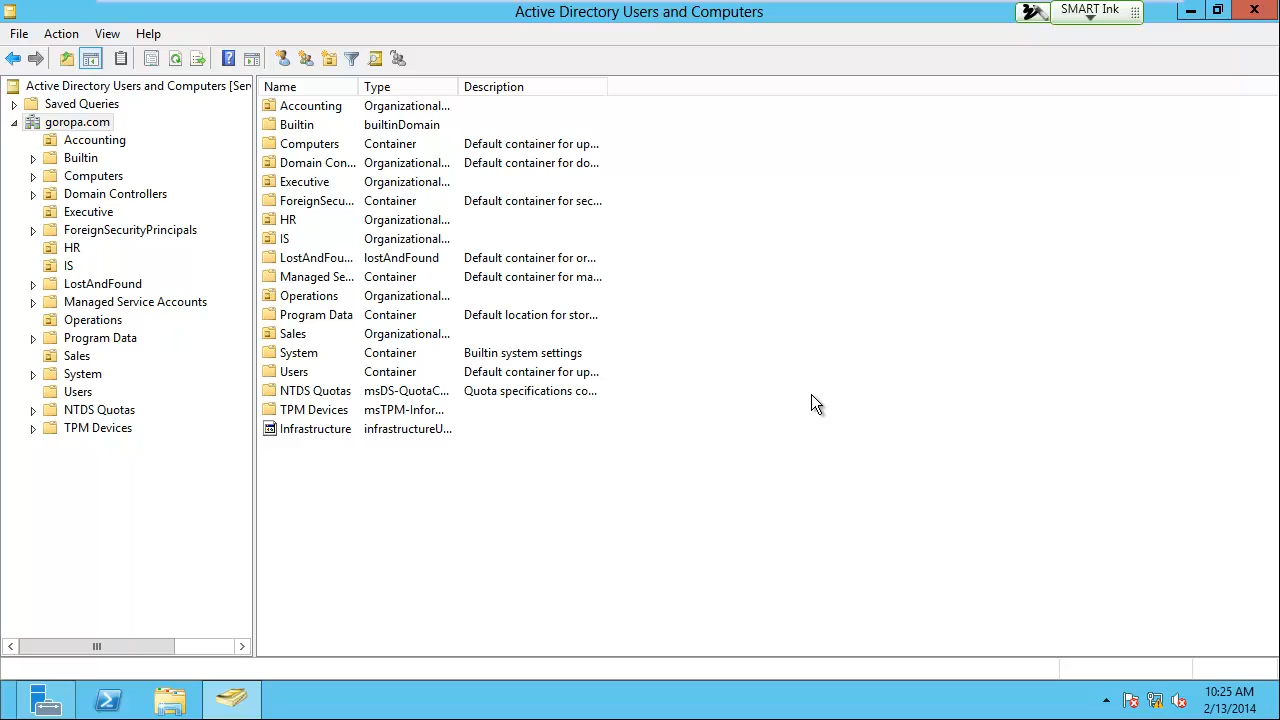 Active Directory Users and Computers
SMART Ink
File Action View Help
Active Directory Users and Computers [Ser
Saved Queries
goropa.com
Accounting
Builtin
Computers
Domain Controllers
Executive
ForeignSecurityPrincipals
HR
IS
LostAndFound
Managed Service Accounts
Operations
Program Data
Sales
System
Users
NTDS Quotas
TPM Devices
Name Type Description
Accounting Organizational...
Builtin builtinDomain
Computers Container Default container for up...
Domain Con... Organizational... Default container for do...
Executive Organizational...
ForeignSecu... Container Default container for sec...
HR Organizational...
IS Organizational...
LostAndFou... lostAndFound Default container for or...
Managed Se... Container Default container for ma...
Operations Organizational...
Program Data Container Default location for stor...
Sales Organizational...
System Container Builtin system settings
Users Container Default container for up...
NTDS Quotas msDS-QuotaC... Quota specifications co...
TPM Devices msTPM-Infor...
Infrastructure infrastructureU...
10:25 AM
2/13/2014